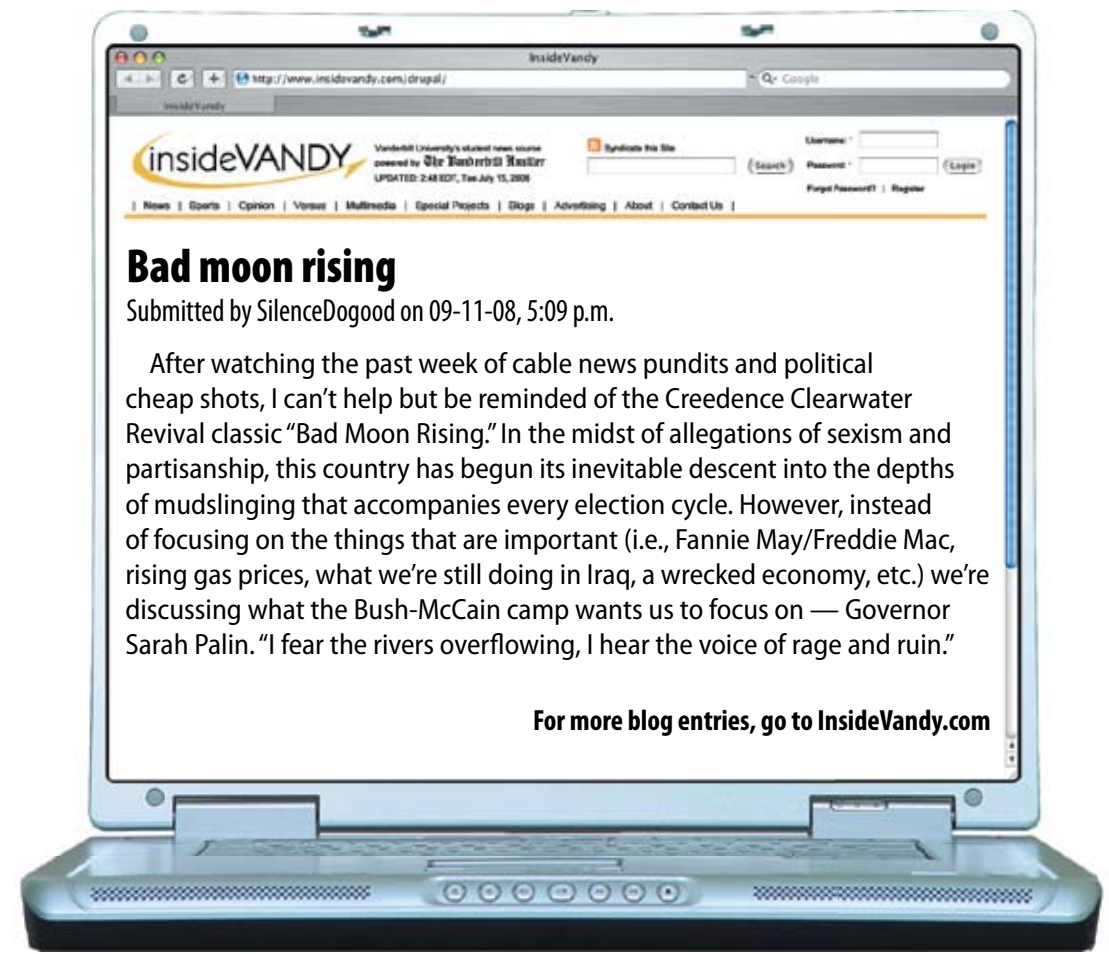 InsideVandy
http://www.insidevandy.com/drupal/
Google
InsideVandy
insideVANDY
Vanderbilt University's student news source
powered by The Vanderbilt Hustler
UPDATED: 2:48 EDT, Tue July 15, 2008
Syndicate this Site
Search
Username: *
Password: *
Login
Forgot Password? | Register
| News | Sports | Opinion | Versus | Multimedia | Special Projects | Blogs | Advertising | About | Contact Us |
Bad moon rising
Submitted by SilenceDogood on 09-11-08, 5:09 p.m.
After watching the past week of cable news pundits and political
cheap shots, I can't help but be reminded of the Creedence Clearwater
Revival classic “Bad Moon Rising.” In the midst of allegations of sexism and
partisanship, this country has begun its inevitable descent into the depths
of mudslinging that accompanies every election cycle. However, instead
of focusing on the things that are important (i.e., Fannie May/Freddie Mac,
rising gas prices, what we're still doing in Iraq, a wrecked economy, etc.) we're
discussing what the Bush-McCain camp wants us to focus on — Governor
Sarah Palin. “I fear the rivers overflowing, I hear the voice of rage and ruin.”
For more blog entries, go to InsideVandy.com